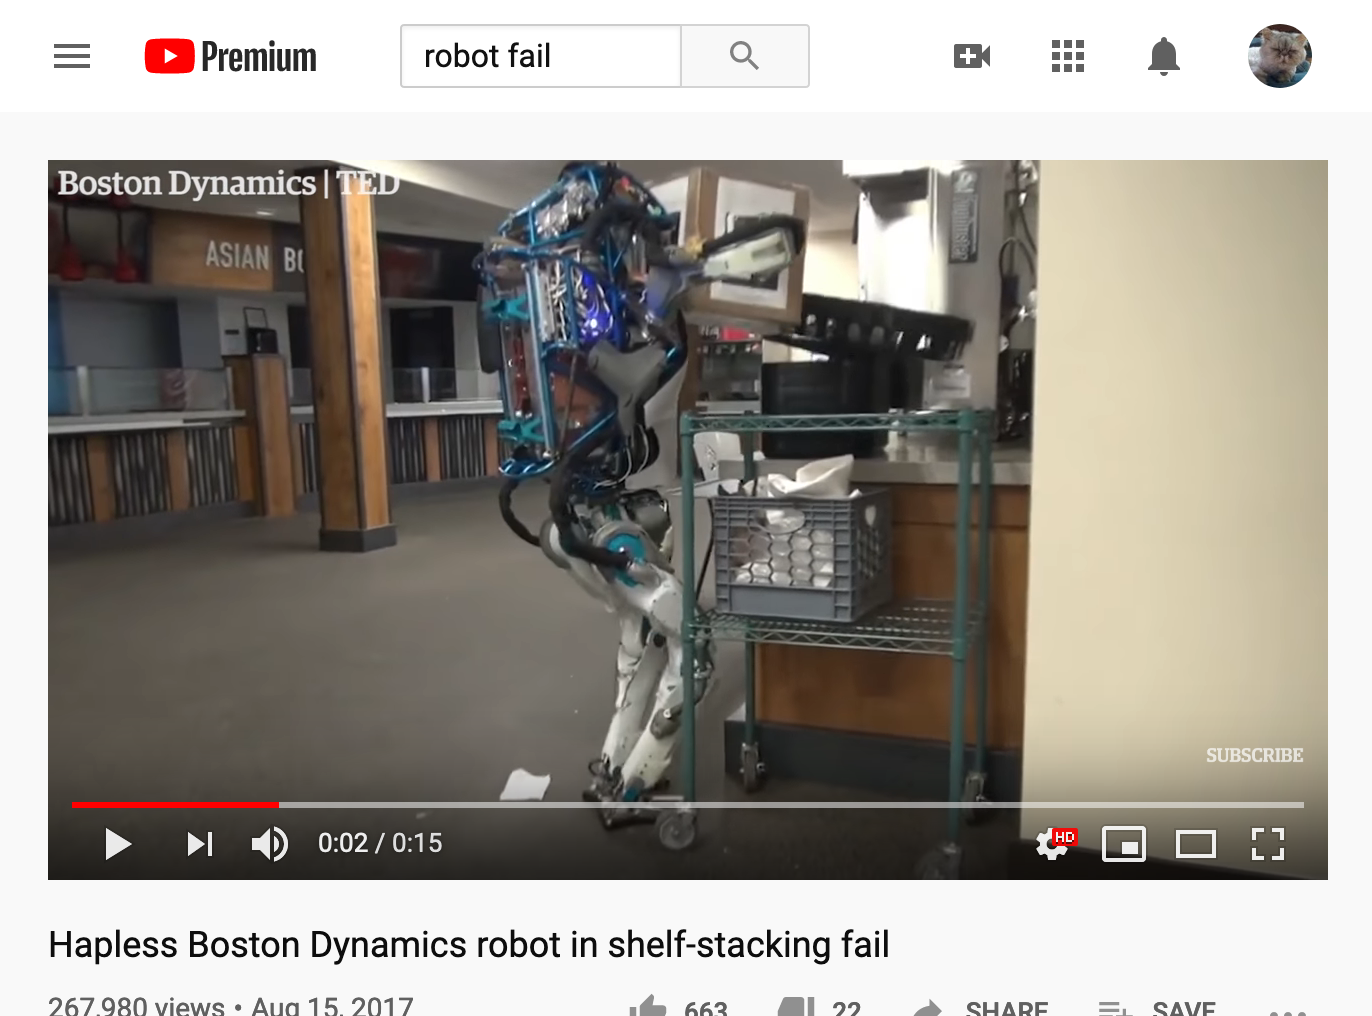 Premium
robot fail
Boston Dynamics | TED
ASIAN
SUBSCRIBE
0:02 / 0:15
HD
Hapless Boston Dynamics robot in shelf-stacking fail
267,980 views • Aug 15, 2017
663
22
SHARE
SAVE